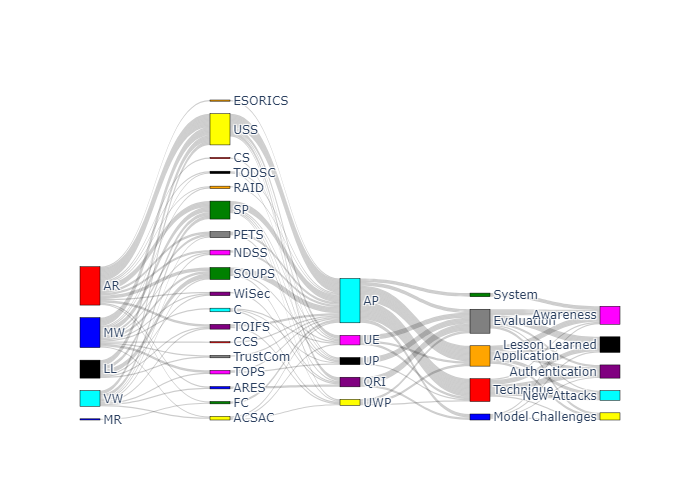 ESORICS
USS
CS
TODSC
RAID
SP
PETS
NDSS
SOUPS
WiSec
C
TOIFS
CCS
TrustCom
TOPS
ARES
FC
ACSAC
AR
MW
LL
VW
MR
AP
UE
UP
QRI
UWP
System
Evaluation
Application
Technique
Model
Awareness
Lesson Learned
Authentication
New Attacks
Challenges